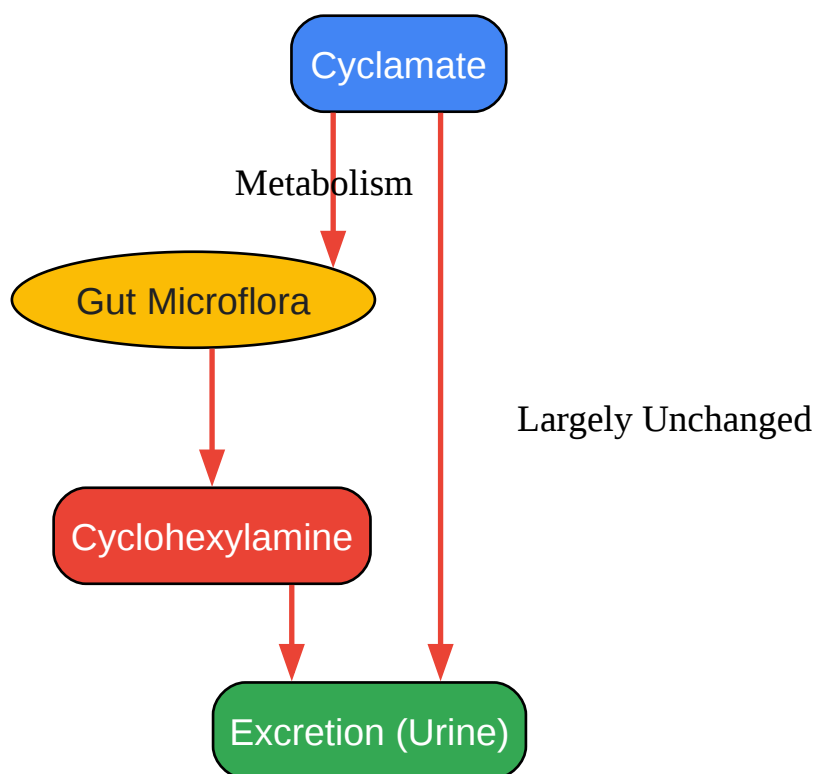 Cyclamate
Metabolism
Gut Microflora
Largely Unchanged
Cyclohexylamine
Excretion (Urine)